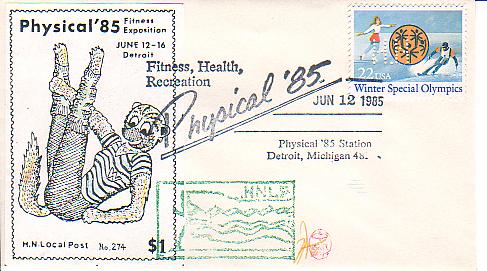 Physical '85 Fitness
Exposition
JUNE 12-16
Detroit
H.N. Local Post No. 274 $1
Fitness, Health,
Recreation
Physical '85
22 USA
Winter Special Olympics
JUN 12 1985
Physical '85 Station
Detroit, Michigan 48
H.N.L.P.